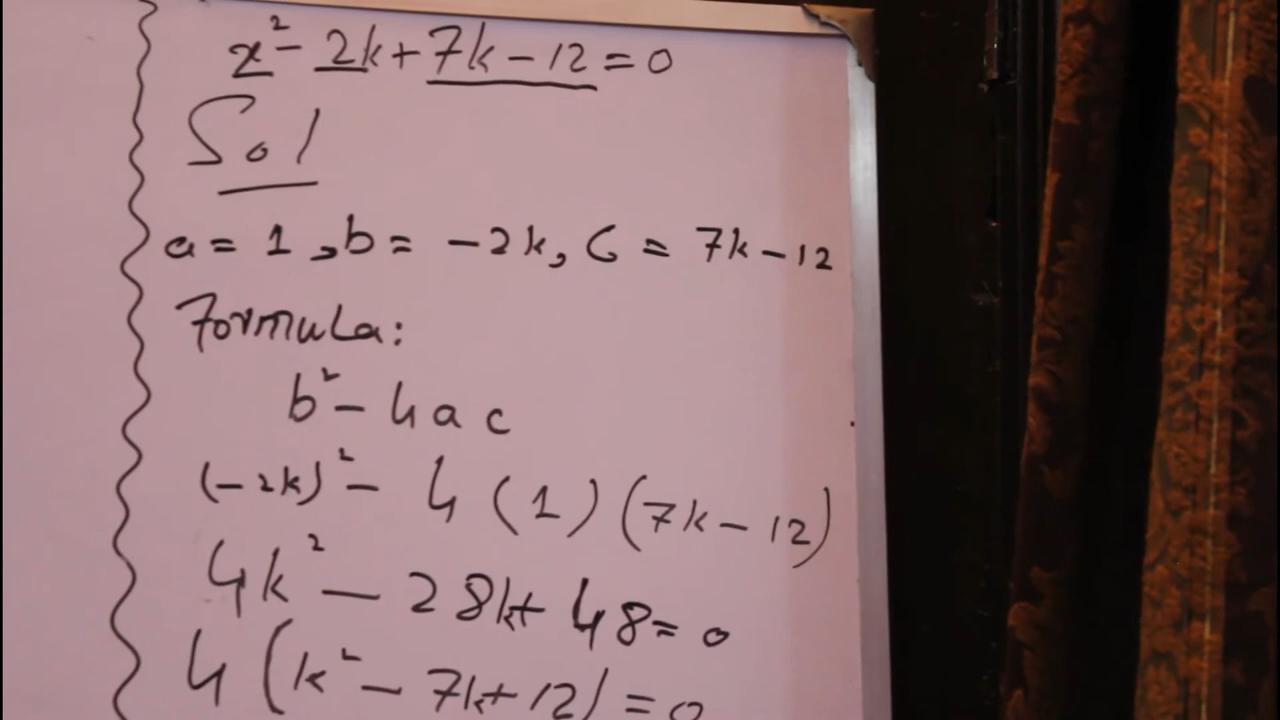 x² - 2k + 7k - 12 = 0
Sol
a = 1, b = -2k, C = 7k - 12
Formula:
b² - 4ac
(-2k)² - 4(1)(7k - 12)
4k² - 28k + 48 = 0
4(k² - 7k + 12) = 0